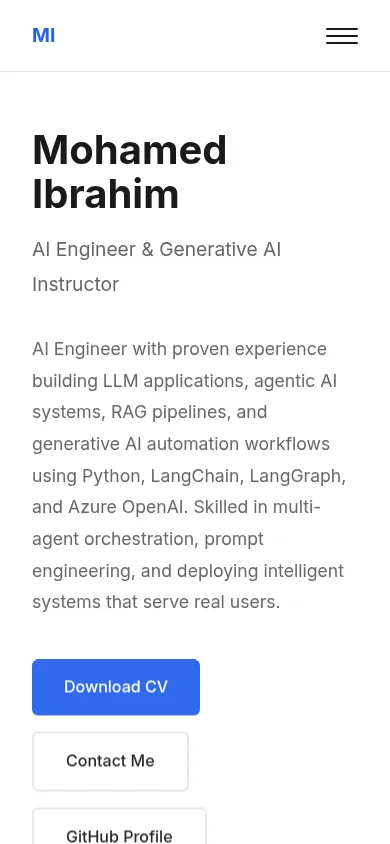 MI
Mohamed
Ibrahim
AI Engineer & Generative AI
Instructor
AI Engineer with proven experience
building LLM applications, agentic AI
systems, RAG pipelines, and
generative AI automation workflows
using Python, LangChain, LangGraph,
and Azure OpenAI. Skilled in multi-
agent orchestration, prompt
engineering, and deploying intelligent
systems that serve real users.
Download CV
Contact Me
GitHub Profile